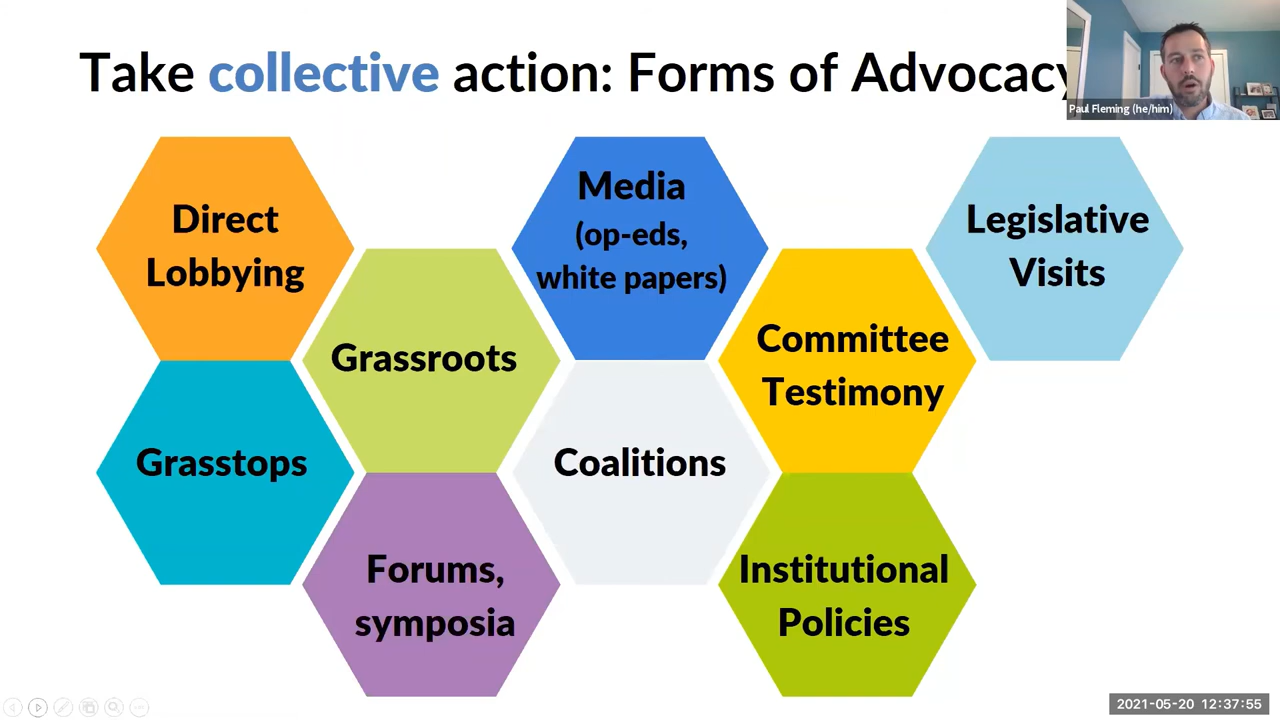 Take collective action: Forms of Advocacy
Paul Fleming (he/him)
Direct
Lobbying
Media
(op-eds,
white papers)
Legislative
Visits
Grassroots
Committee
Testimony
Grasstops
Coalitions
Forums,
symposia
Institutional
Policies
2021-05-20 12:37:55